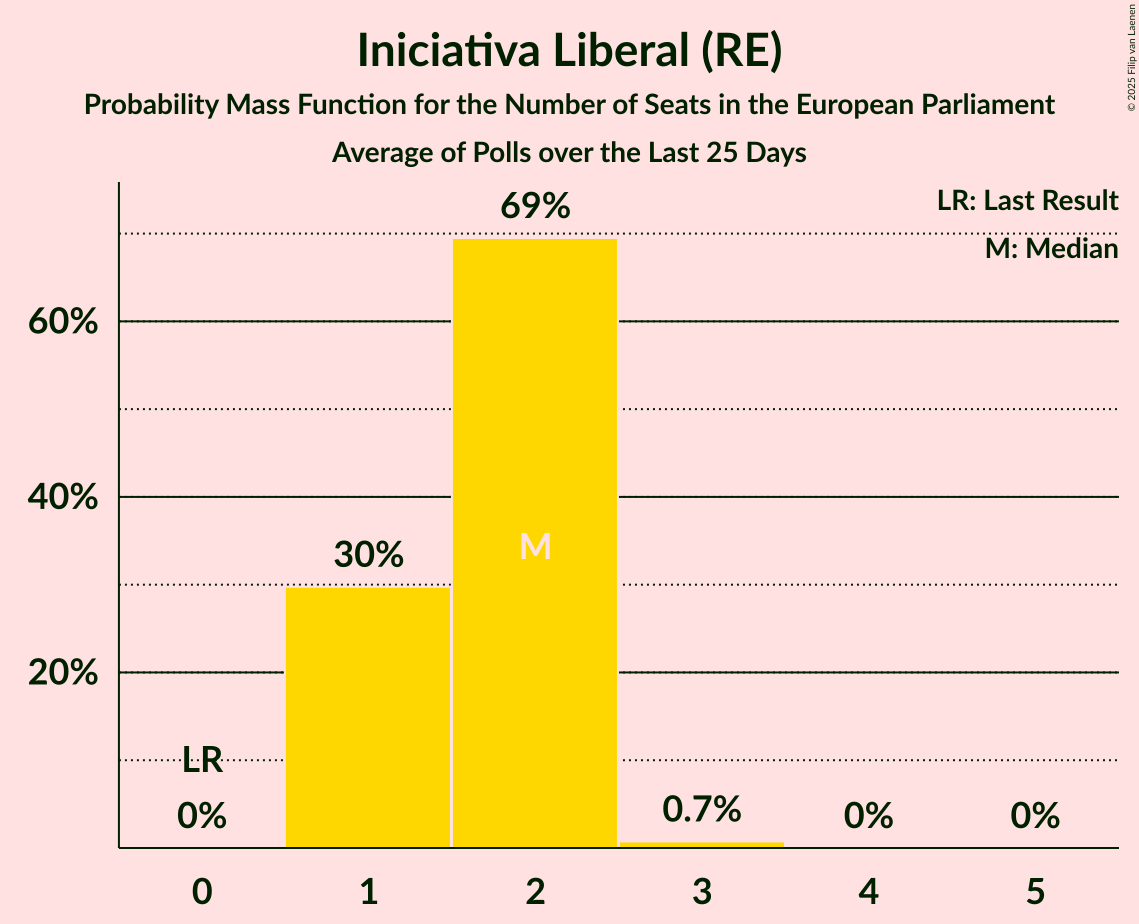 Iniciativa Liberal (RE)
Probability Mass Function for the Number of Seats in the European Parliament
Average of Polls over the Last 25 Days
© 2025 Filip van Laenen
LR: Last Result
M: Median
69%
60%
40%
30%
M
20%
LR
0%
0.7%
0%
0%
0 1 2 3 4 5